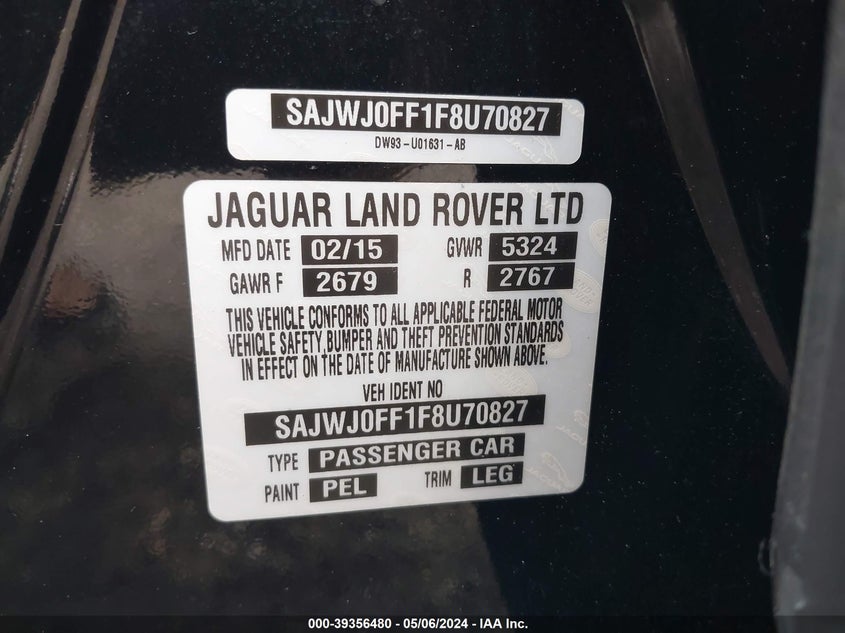 SAJWJ0FF1F8U70827
DW93-U01631-AB
JAGUAR LAND ROVER LTD
MFD DATE 02/15 GVWR 5324
GAWR F 2679 R 2767
THIS VEHICLE CONFORMS TO ALL APPLICABLE FEDERAL MOTOR
VEHICLE SAFETY,BUMPER AND THEFT PREVENTION STANDARDS
IN EFFECT ON THE DATE OF MANUFACTURE SHOWN ABOVE.
VEH IDENT NO
SAJWJ0FF1F8U70827
TYPE PASSENGER CAR
PAINT PEL TRIM LEG
000-39356480 - 05/06/2024 - IAA Inc.